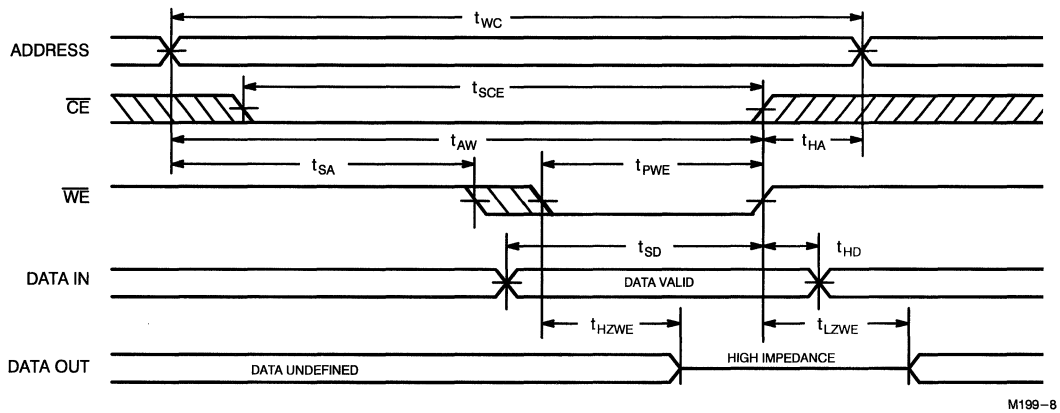 tWC
ADDRESS
tSCE
CE
tAW
tHA
tSA
tPWE
WE
tSD
tHD
DATA IN
DATA VALID
tHZWE
tLZWE
DATA OUT
DATA UNDEFINED
HIGH IMPEDANCE
M199-8